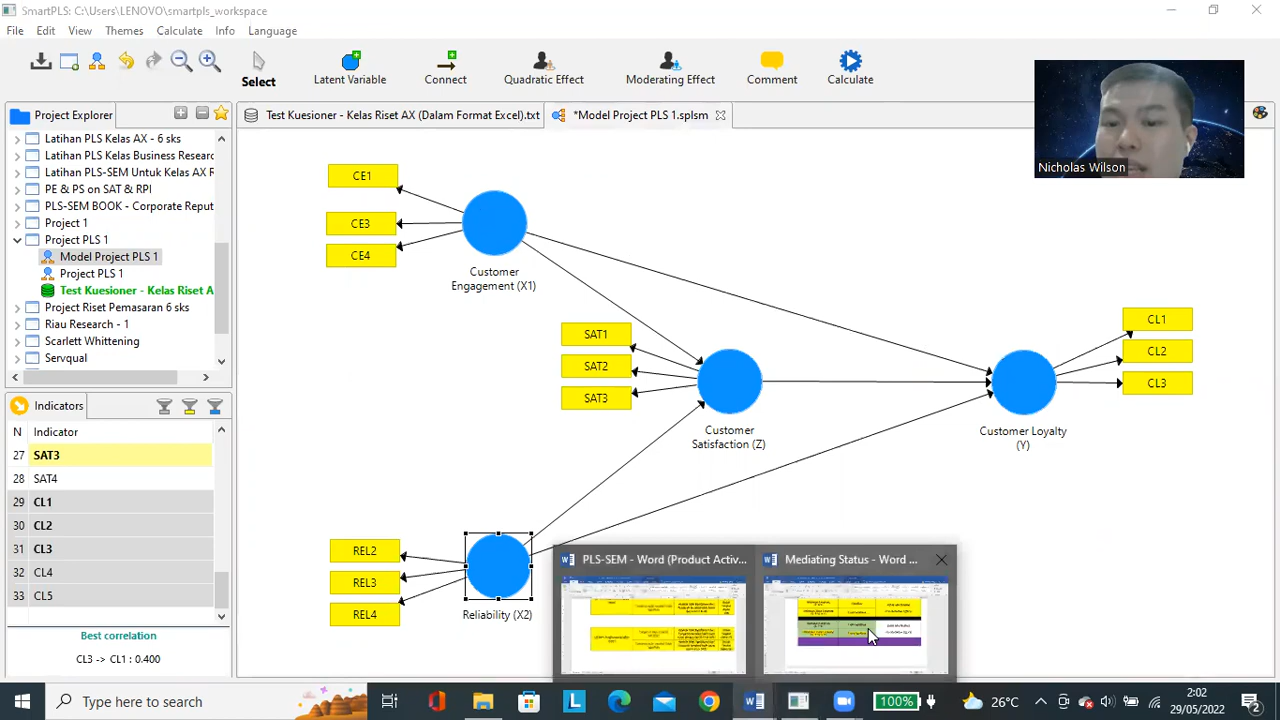 SmartPLS: C:\Users\LENOVO\smartpls_workspace
File Edit View Themes Calculate Info Language
Select
Latent Variable
Connect
Quadratic Effect
Moderating Effect
Comment
Calculate
Nicholas Wilson
Project Explorer
Test Kuesioner - Kelas Riset AX (Dalam Format Excel).txt
*Model Project PLS 1.splsm
Latihan PLS Kelas AX - 6 sks
Latihan PLS Kelas Business Researc
Latihan PLS-SEM Untuk Kelas AX R
PE & PS on SAT & RPI
PLS-SEM BOOK - Corporate Reput
Project 1
Project PLS 1
Model Project PLS 1
Project PLS 1
Test Kuesioner - Kelas Riset A
Project Riset Pemasaran 6 sks
Riau Research - 1
Scarlett Whittening
Servqual
Indicators
N Indicator
27 SAT3
28 SAT4
29 CL1
30 CL2
31 CL3
32 CL4
33 CL5
Best correlation
CL3 -> CL1 : 0.400
CE1
CE3
CE4
Customer
Engagement (X1)
SAT1
SAT2
SAT3
Customer
Satisfaction (Z)
CL1
CL2
CL3
Customer Loyalty
(Y)
REL2
REL3
REL4
Reliability (X2)
PLS-SEM - Word (Product Activ...
Mediating Status - Word ...
Type here to search
100%
26°C
2:02
29/05/2022
2